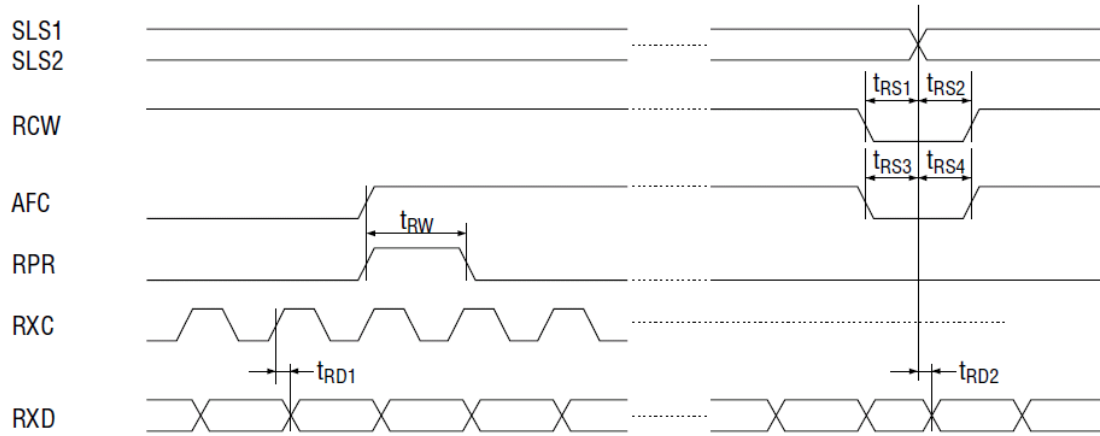 SLS1
SLS2
tRS1 tRS2
RCW
tRS3 tRS4
AFC
tRW
RPR
RXC
tRD1 tRD2
RXD